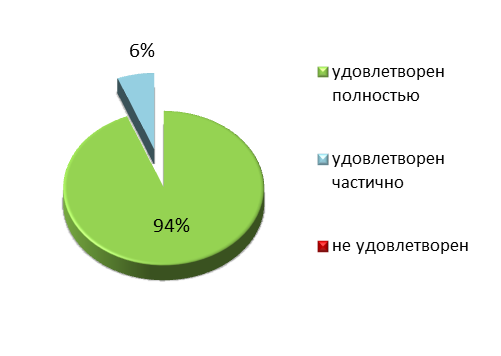 6%
94%
удовлетворен
полностью
удовлетворен
частично
не удовлетворен